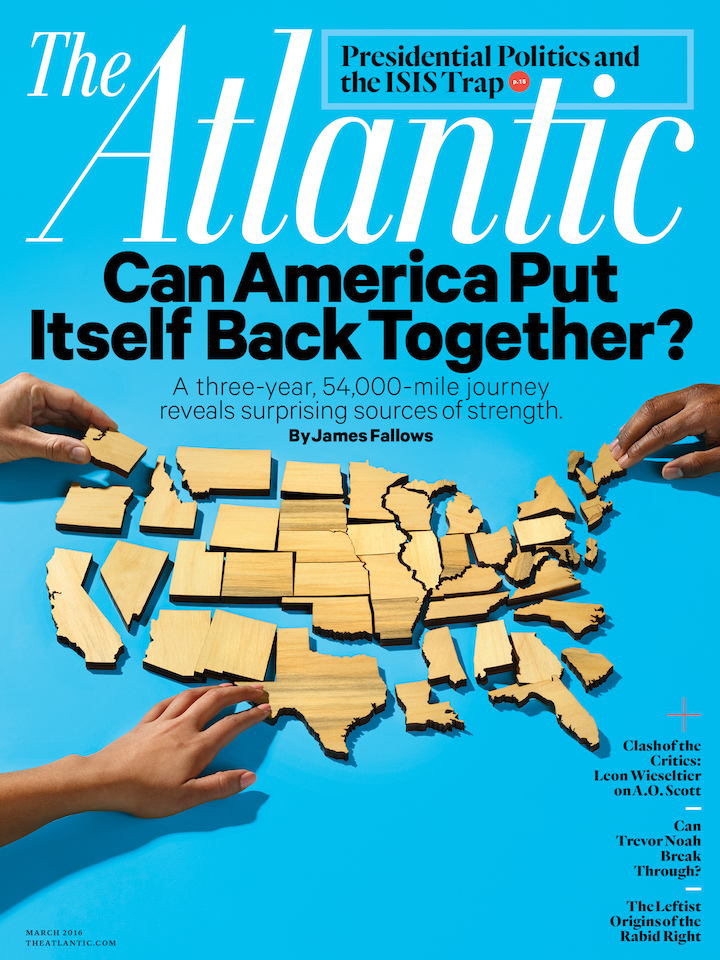 The
Atlantic
Presidential Politics and
the ISIS Trap p.16
Can America Put
Itself Back Together?
A three-year, 54,000-mile journey
reveals surprising sources of strength.
By James Fallows
Clash of the
Critics:
Leon Wieseltier
on A.O. Scott
Can
Trevor Noah
Break
Through?
The Leftist
Origins of the
Rabid Right
MARCH 2016
THEATLANTIC.COM